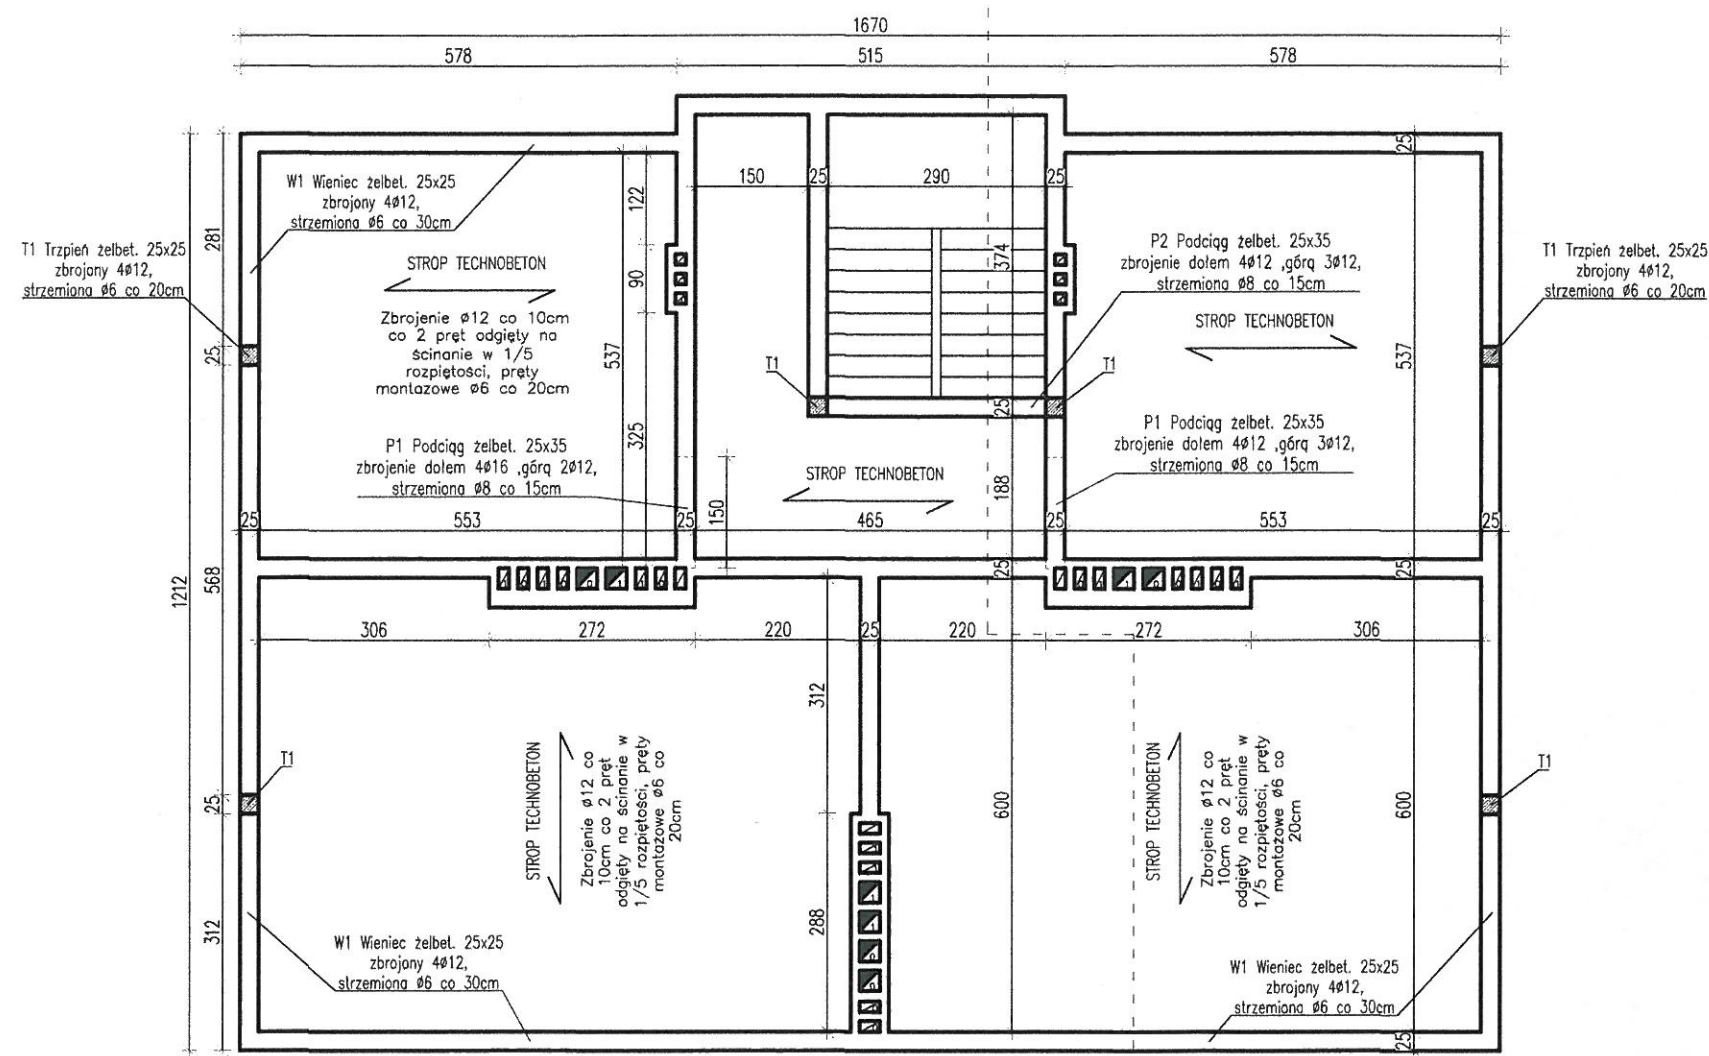 1670
578
515
578
W1 Wieniec żelbet. 25x25
zbrojony 4ø12,
strzemiona ø6 co 30cm
T1 Trzpień żelbet. 25x25
zbrojony 4ø12,
strzemiona ø6 co 20cm
STROP TECHNOBETON
Zbrojenie ø12 co 10cm
co 2 pręt odgięty na
ścinanie w 1/5
rozpiętości, pręty
montażowe ø6 co 20cm
P1 Podciąg żelbet. 25x35
zbrojenie dołem 4ø16 ,górą 2ø12,
strzemiona ø8 co 15cm
122
90
537
325
281
25
568
1212
25
312
150
25
290
25
374
T1
T1
25
188
150
STROP TECHNOBETON
P2 Podciąg żelbet. 25x35
zbrojenie dołem 4ø12 ,górą 3ø12,
strzemiona ø8 co 15cm
STROP TECHNOBETON
P1 Podciąg żelbet. 25x35
zbrojenie dołem 4ø12 ,górą 3ø12,
strzemiona ø8 co 15cm
T1 Trzpień żelbet. 25x25
zbrojony 4ø12,
strzemiona ø6 co 20cm
25
537
25
553
25
465
25
553
25
25
25
306
272
220
25
220
272
306
312
288
600
600
25
T1
STROP TECHNOBETON
Zbrojenie ø12 co
10cm co 2 pręt
odgięty na ścinanie w
1/5 rozpiętości, pręty
montażowe ø6 co
20cm
STROP TECHNOBETON
Zbrojenie ø12 co
10cm co 2 pręt
odgięty na ścinanie w
1/5 rozpiętości, pręty
montażowe ø6 co
20cm
T1
W1 Wieniec żelbet. 25x25
zbrojony 4ø12,
strzemiona ø6 co 30cm
W1 Wieniec żelbet. 25x25
zbrojony 4ø12,
strzemiona ø6 co 30cm